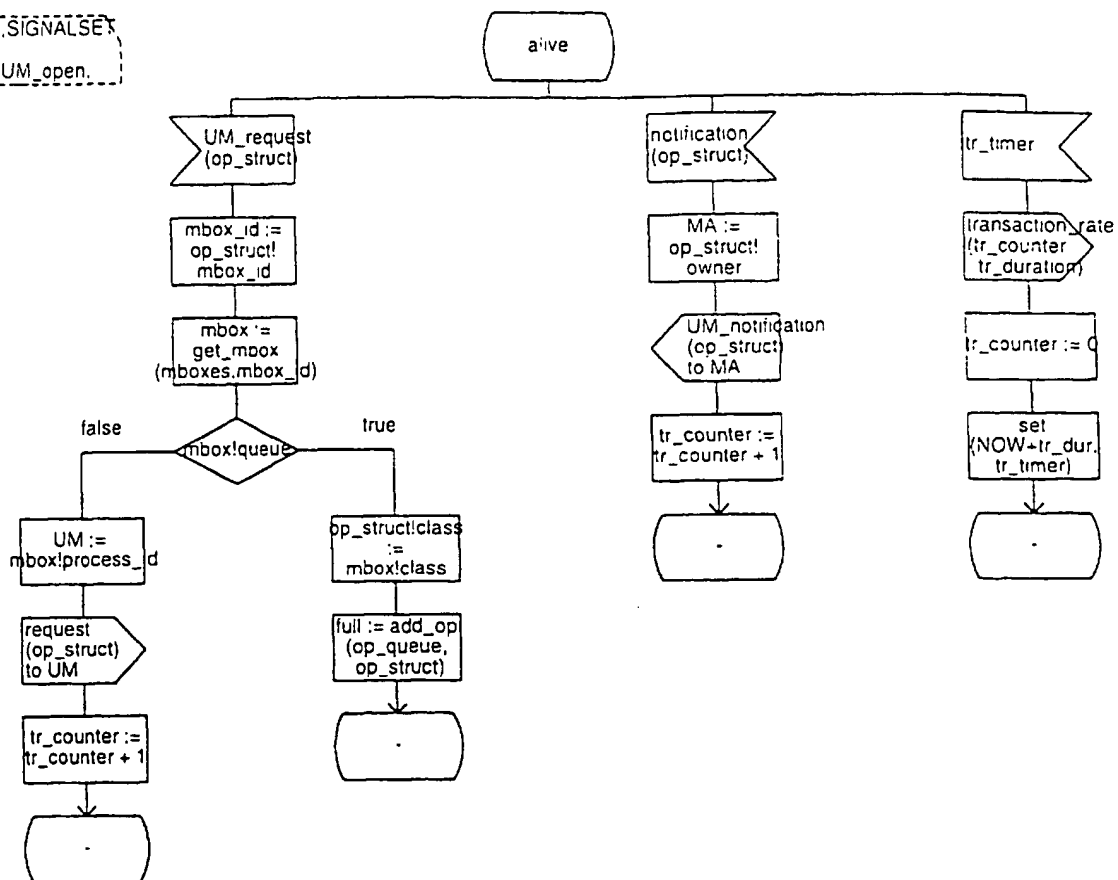 SIGNALSET
UM_open.
alive
UM_request
(op_struct)
mbox_id :=
op_struct!
mbox_id
mbox :=
get_mbox
(mboxes.mbox_id)
false
true
mbox!queue
UM :=
mbox!process_id
request
(op_struct)
to UM
tr_counter :=
tr_counter + 1
-
op_struct!class
:=
mbox!class
full := add_op
(op_queue,
op_struct)
-
notification
(op_struct)
MA :=
op_struct!
owner
UM_notification
(op_struct)
to MA
tr_counter :=
tr_counter + 1
-
tr_timer
transaction_rate
(tr_counter
tr_duration)
tr_counter := 0
set
(NOW+tr_dur.
tr_timer)
-